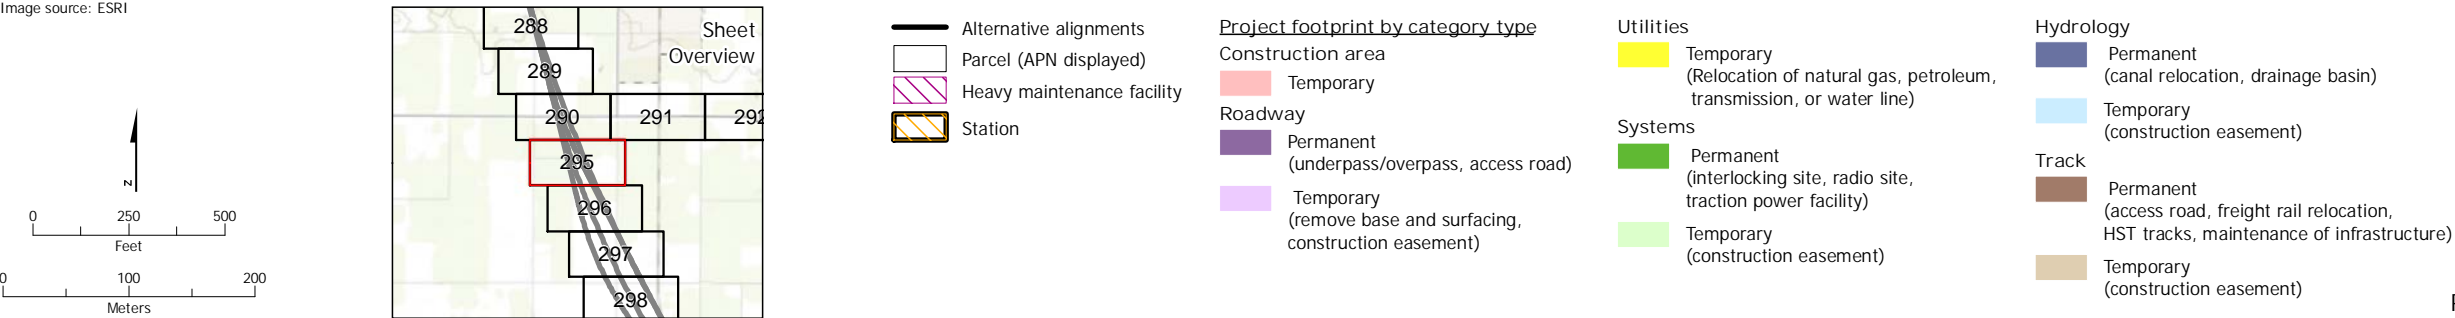 Image source: ESRI
N
0 250 500
Feet
0 100 200
Meters
Sheet
Overview
288
289
290 291 292
295
296
297
298
Alternative alignments
Parcel (APN displayed)
Heavy maintenance facility
Station
Project footprint by category type
Construction area
Temporary
Roadway
Permanent
(underpass/overpass, access road)
Temporary
(remove base and surfacing,
construction easement)
Utilities
Temporary
(Relocation of natural gas, petroleum,
transmission, or water line)
Systems
Permanent
(interlocking site, radio site,
traction power facility)
Temporary
(construction easement)
Hydrology
Permanent
(canal relocation, drainage basin)
Temporary
(construction easement)
Track
Permanent
(access road, freight rail relocation,
HST tracks, maintenance of infrastructure)
Temporary
(construction easement)